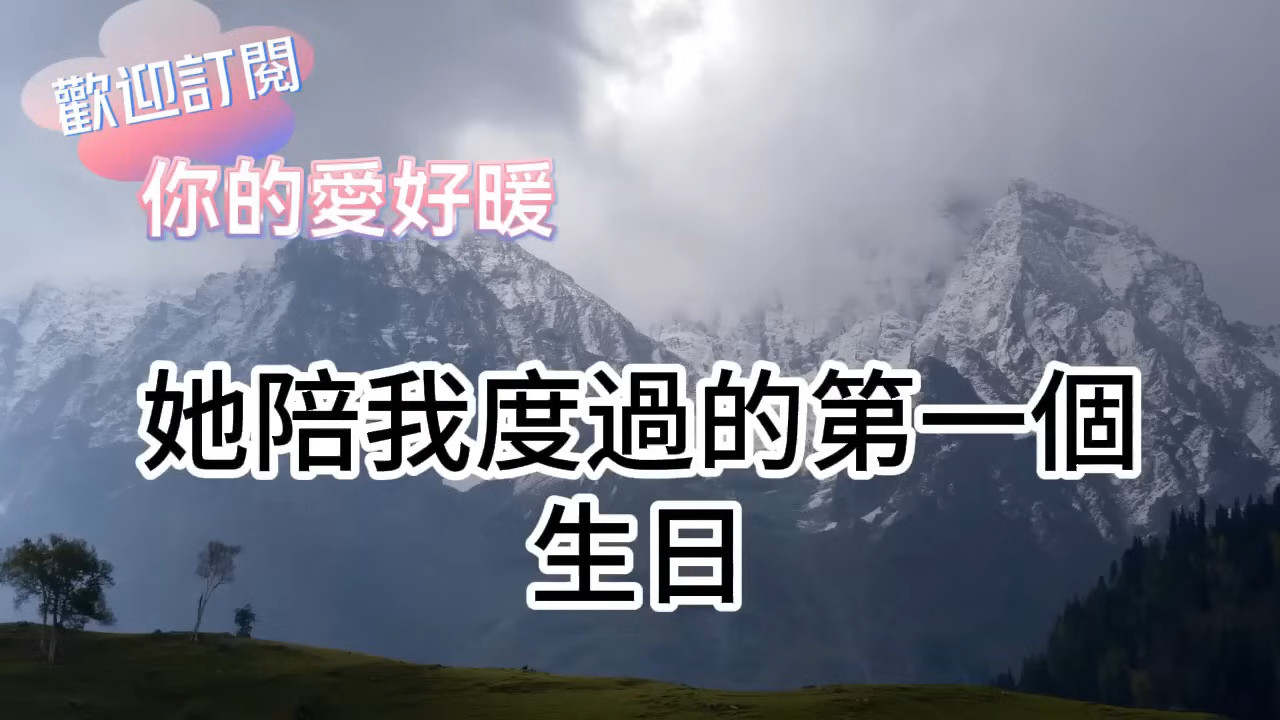 歡迎訂閱
你的愛好暖
她陪我度過的第一個
生日